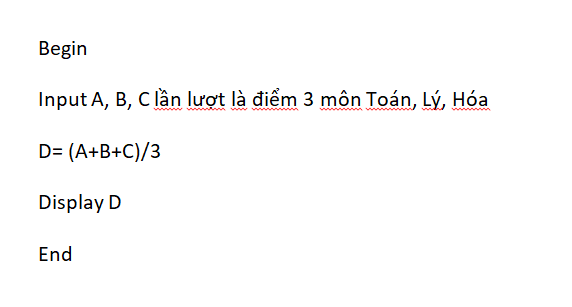 Begin
Input A, B, C lần lượt là điểm 3 môn Toán, Lý, Hóa
D= (A+B+C)/3
Display D
End